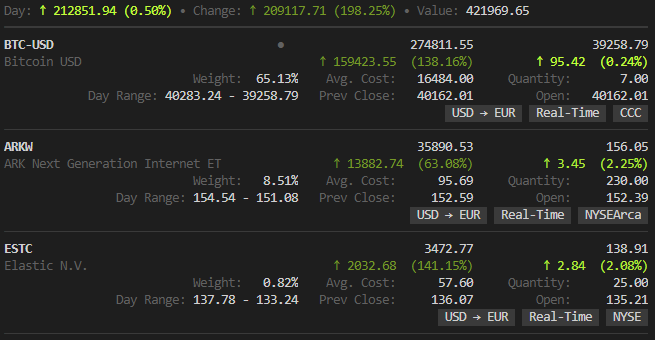 Day: ↑ 212851.94 (0.50%) • Change: ↑ 209117.71 (198.25%) • Value: 421969.65
BTC-USD • 274811.55 39258.79
Bitcoin USD ↑ 159423.55 (138.16%) ↑ 95.42 (0.24%)
Weight: 65.13% Avg. Cost: 16484.00 Quantity: 7.00
Day Range: 40283.24 - 39258.79 Prev Close: 40162.01 Open: 40162.01
USD → EUR Real-Time CCC
ARKW 35890.53 156.05
ARK Next Generation Internet ET ↑ 13882.74 (63.08%) ↑ 3.45 (2.25%)
Weight: 8.51% Avg. Cost: 95.69 Quantity: 230.00
Day Range: 154.54 - 151.08 Prev Close: 152.59 Open: 152.39
USD → EUR Real-Time NYSEArca
ESTC 3472.77 138.91
Elastic N.V. ↑ 2032.68 (141.15%) ↑ 2.84 (2.08%)
Weight: 0.82% Avg. Cost: 57.60 Quantity: 25.00
Day Range: 137.78 - 133.24 Prev Close: 136.07 Open: 135.21
USD → EUR Real-Time NYSE